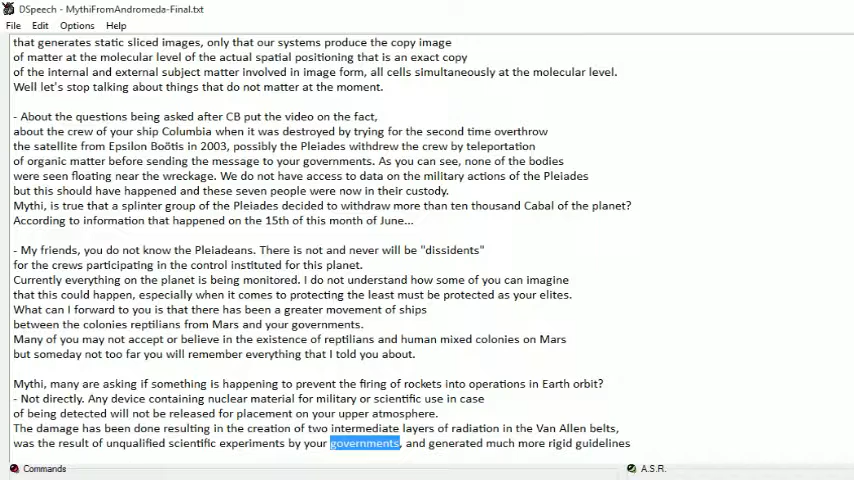 DSpeech - MythiFromAndromeda-Final.txt
File Edit Options Help
that generates static sliced images, only that our systems produce the copy image
of matter at the molecular level of the actual spatial positioning that is an exact copy
of the internal and external subject matter involved in image form, all cells simultaneously at the molecular level.
Well let's stop talking about things that do not matter at the moment.
- About the questions being asked after CB put the video on the fact,
about the crew of your ship Columbia when it was destroyed by trying for the second time overthrow
the satellite from Epsilon Boötis in 2003, possibly the Pleiades withdrew the crew by teleportation
of organic matter before sending the message to your governments. As you can see, none of the bodies
were seen floating near the wreckage. We do not have access to data on the military actions of the Pleiades
but this should have happened and these seven people were now in their custody.
Mythi, is true that a splinter group of the Pleiades decided to withdraw more than ten thousand Cabal of the planet?
According to information that happened on the 15th of this month of June...
- My friends, you do not know the Pleiadeans. There is not and never will be "dissidents"
for the crews participating in the control instituted for this planet.
Currently everything on the planet is being monitored. I do not understand how some of you can imagine
that this could happen, especially when it comes to protecting the least must be protected as your elites.
What can I forward to you is that there has been a greater movement of ships
between the colonies reptilians from Mars and your governments.
Many of you may not accept or believe in the existence of reptilians and human mixed colonies on Mars
but someday not too far you will remember everything that I told you about.
Mythi, many are asking if something is happening to prevent the firing of rockets into operations in Earth orbit?
- Not directly. Any device containing nuclear material for military or scientific use in case
of being detected will not be released for placement on your upper atmosphere.
The damage has been done resulting in the creation of two intermediate layers of radiation in the Van Allen belts,
was the result of unqualified scientific experiments by your governments, and generated much more rigid guidelines
Commands A.S.R.